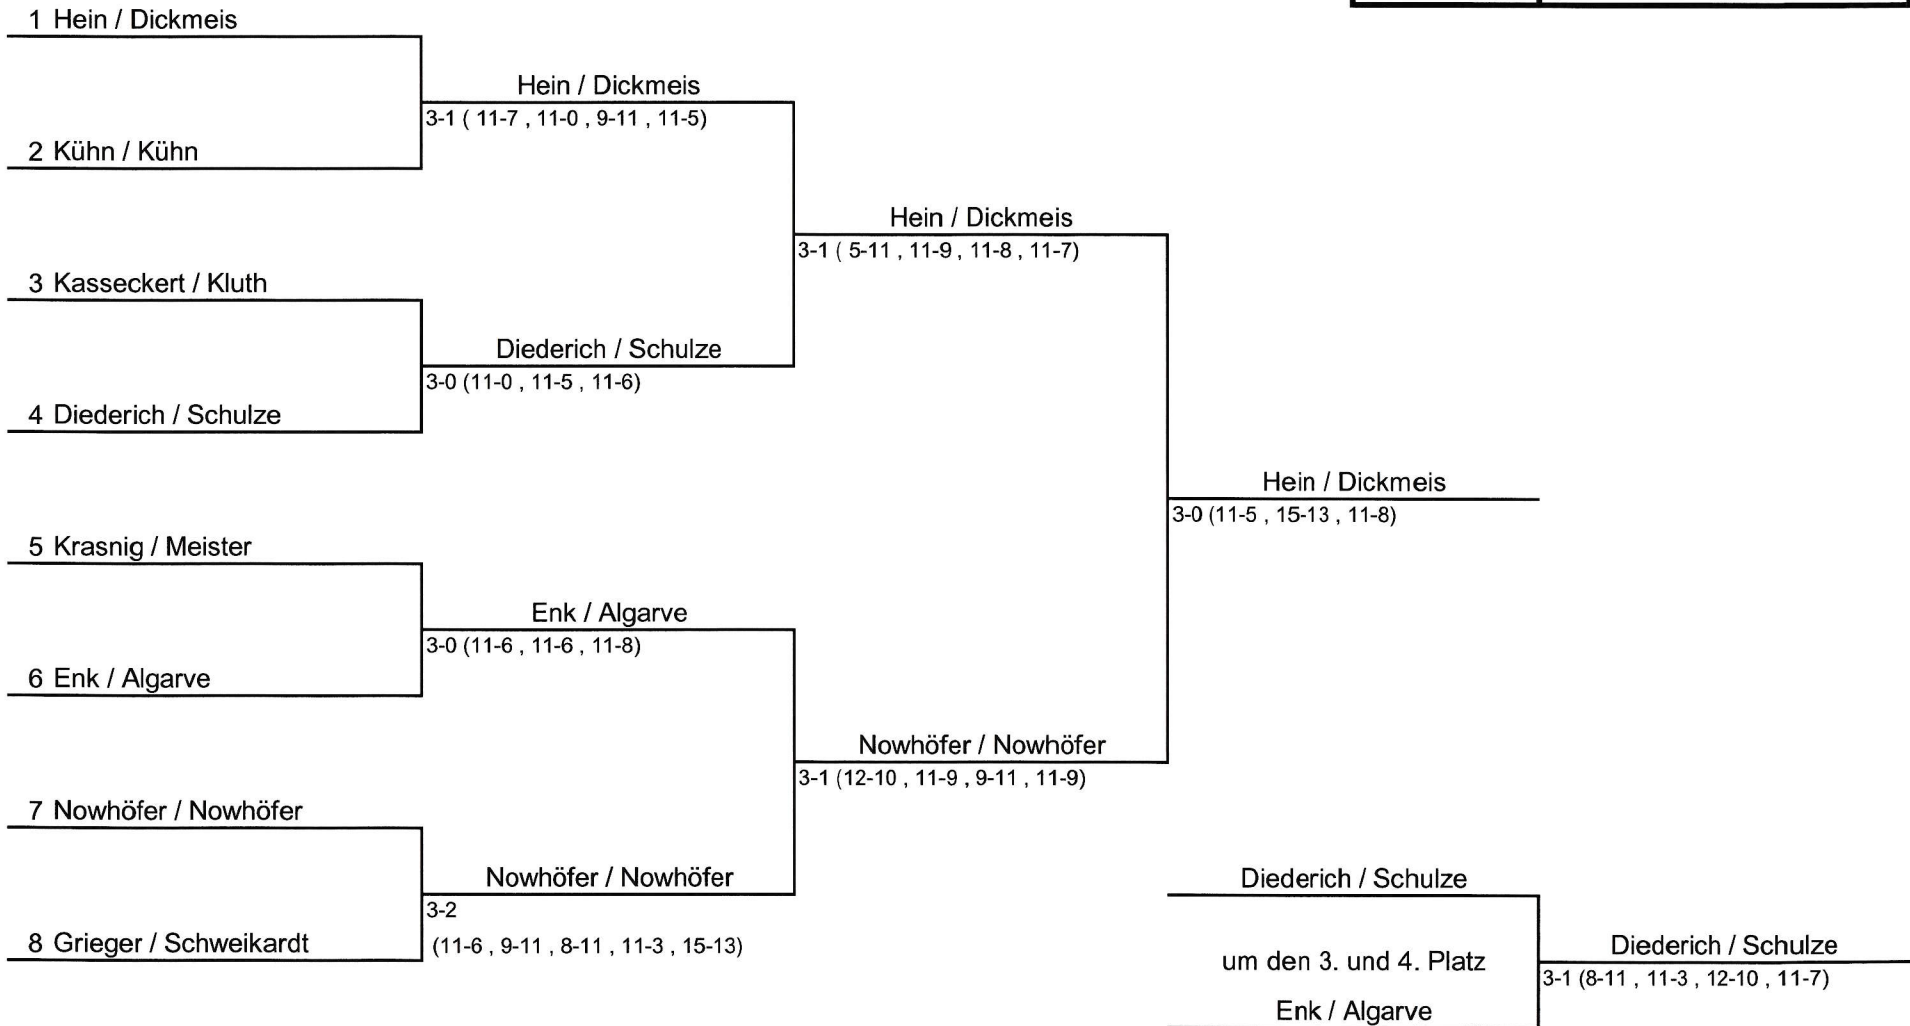 1 Hein / Dickmeis
Hein / Dickmeis
3-1 ( 11-7 , 11-0 , 9-11 , 11-5)
2 Kühn / Kühn
Hein / Dickmeis
3-1 ( 5-11 , 11-9 , 11-8 , 11-7)
3 Kasseckert / Kluth
Diederich / Schulze
3-0 (11-0 , 11-5 , 11-6)
4 Diederich / Schulze
Hein / Dickmeis
3-0 (11-5 , 15-13 , 11-8)
5 Krasnig / Meister
Enk / Algarve
3-0 (11-6 , 11-6 , 11-8)
6 Enk / Algarve
Nowhöfer / Nowhöfer
3-1 (12-10 , 11-9 , 9-11 , 11-9)
7 Nowhöfer / Nowhöfer
Nowhöfer / Nowhöfer
3-2
(11-6 , 9-11 , 8-11 , 11-3 , 15-13)
8 Grieger / Schweikardt
Diederich / Schulze
um den 3. und 4. Platz
Diederich / Schulze
3-1 (8-11 , 11-3 , 12-10 , 11-7)
Enk / Algarve